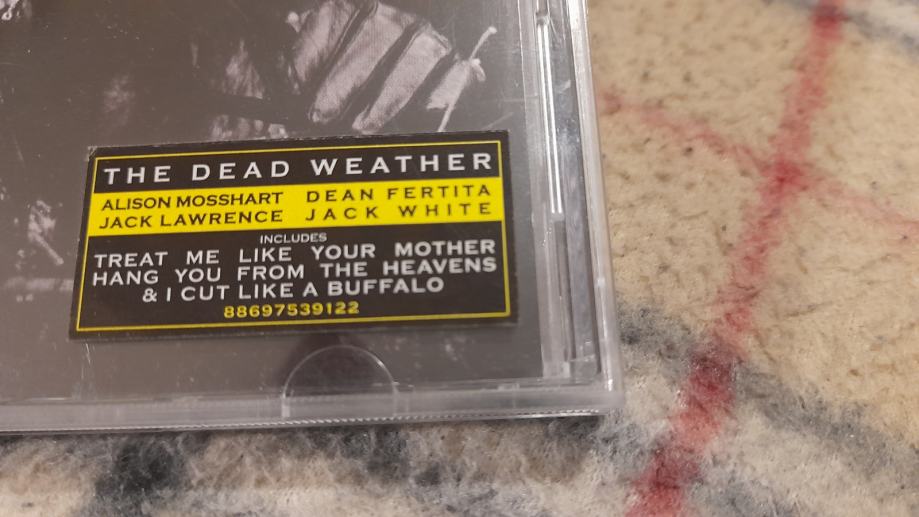 THE DEAD WEATHER
ALISON MOSSHART DEAN FERTITA
JACK LAWRENCE JACK WHITE
INCLUDES
TREAT ME LIKE YOUR MOTHER
HANG YOU FROM THE HEAVENS
& I CUT LIKE A BUFFALO
88697539122